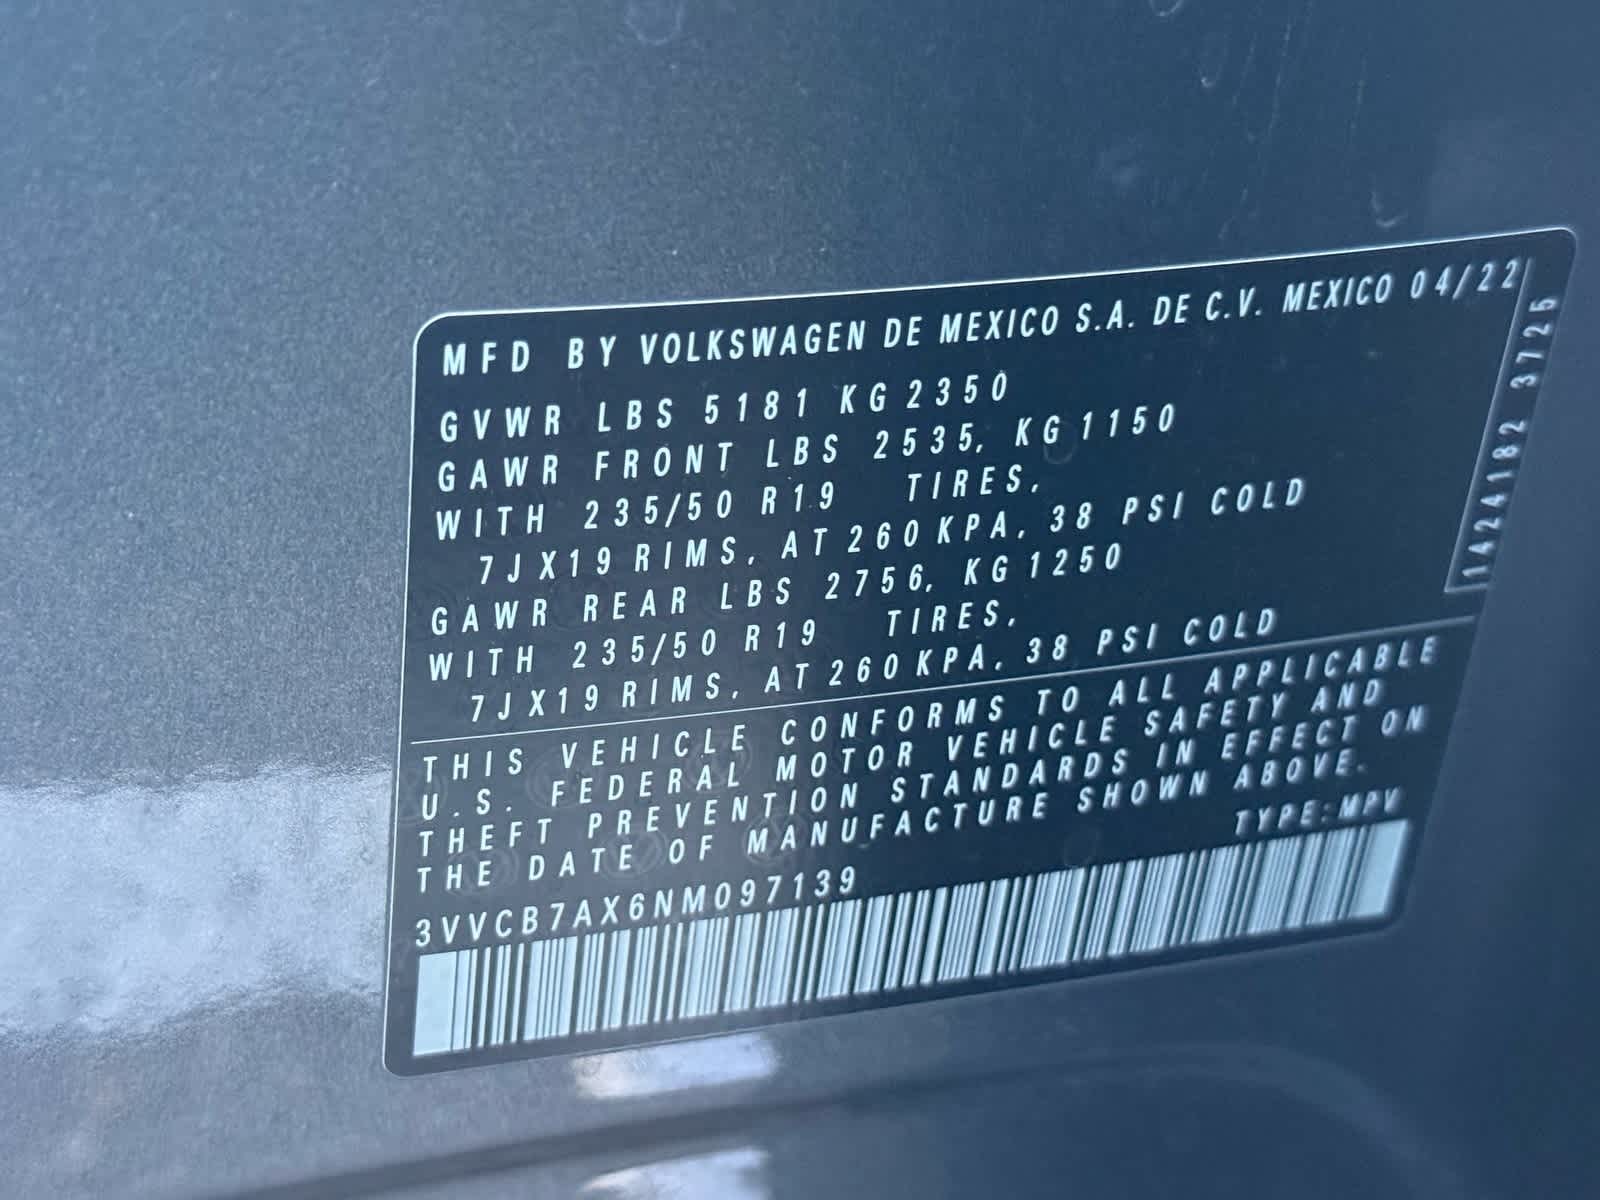 MFD BY VOLKSWAGEN DE MEXICO S.A. DE C.V. MEXICO 04/22
GVWR LBS 5181 KG 2350
GAWR FRONT LBS 2535, KG 1150
WITH 235/50 R19 TIRES,
7JX19 RIMS, AT 260 KPA, 38 PSI COLD
GAWR REAR LBS 2756, KG 1250
WITH 235/50 R19 TIRES,
7JX19 RIMS, AT 260 KPA, 38 PSI COLD
1424182 3725
THIS VEHICLE CONFORMS TO ALL APPLICABLE
U.S. FEDERAL MOTOR VEHICLE SAFETY AND
THEFT PREVENTION STANDARDS IN EFFECT ON
THE DATE OF MANUFACTURE SHOWN ABOVE.
TYPE: MPV
3VVCB7AX6NM097139